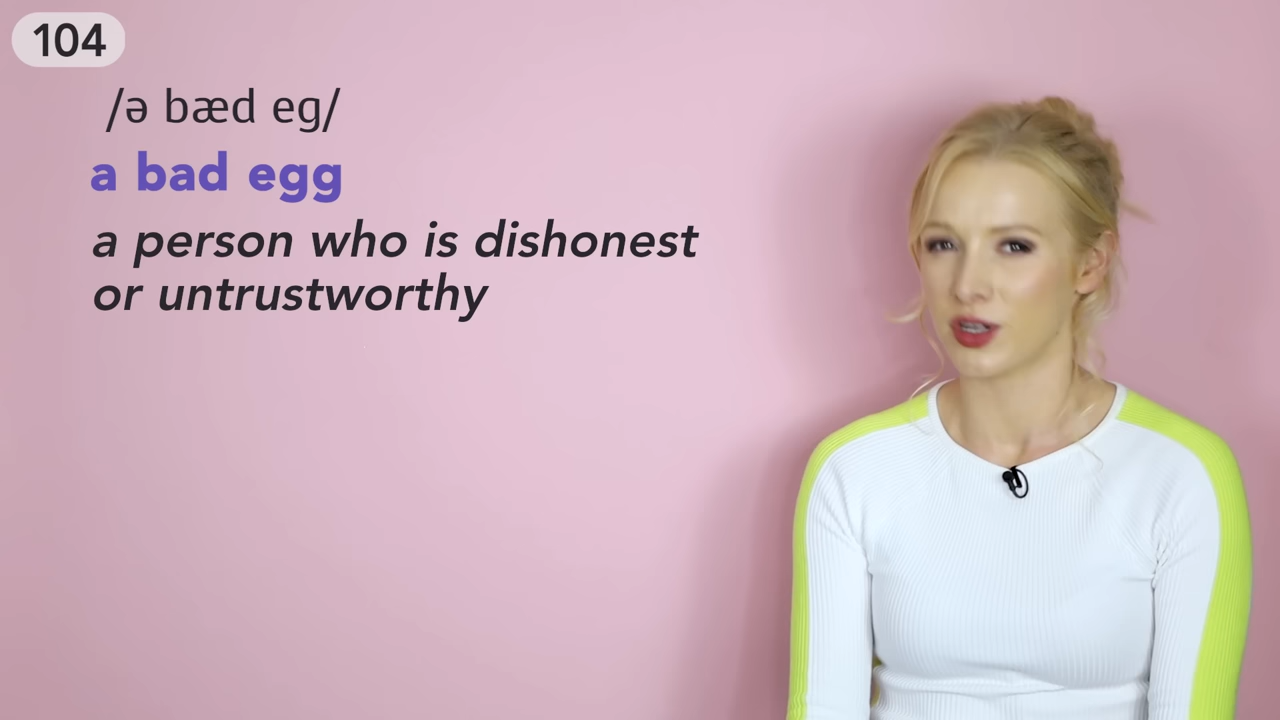 104
/ə bæd eg/
a bad egg
a person who is dishonest
or untrustworthy